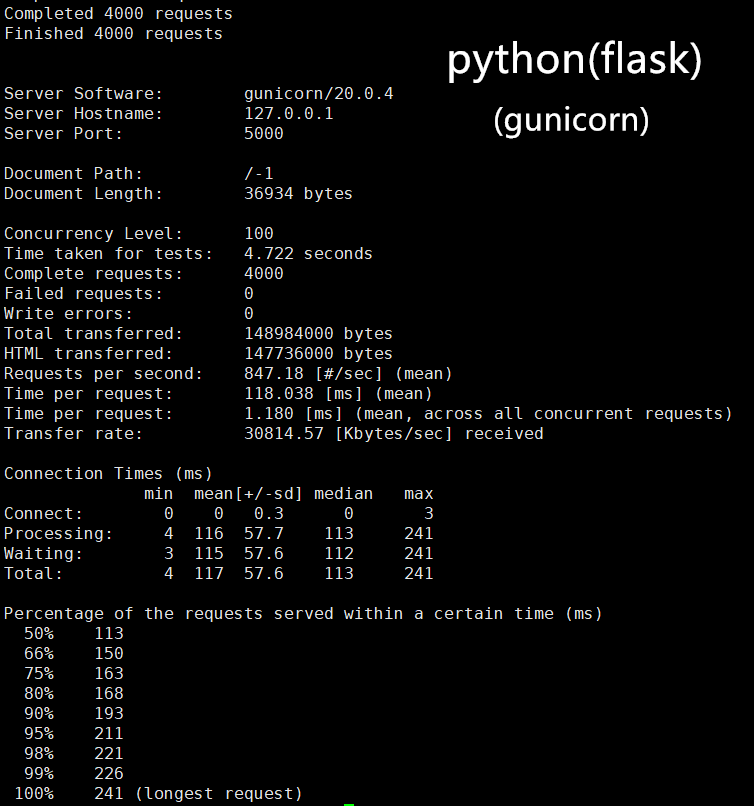 Completed 4000 requests
Finished 4000 requests
python(flask)
(gunicorn)
Server Software:        gunicorn/20.0.4
Server Hostname:        127.0.0.1
Server Port:            5000
Document Path:          /-1
Document Length:        36934 bytes
Concurrency Level:      100
Time taken for tests:   4.722 seconds
Complete requests:      4000
Failed requests:        0
Write errors:           0
Total transferred:      148984000 bytes
HTML transferred:       147736000 bytes
Requests per second:    847.18 [#/sec] (mean)
Time per request:       118.038 [ms] (mean)
Time per request:       1.180 [ms] (mean, across all concurrent requests)
Transfer rate:          30814.57 [Kbytes/sec] received
Connection Times (ms)
              min  mean[+/-sd] median   max
Connect:        0    0   0.3      0       3
Processing:     4  116  57.7    113     241
Waiting:        3  115  57.6    112     241
Total:          4  117  57.6    113     241
Percentage of the requests served within a certain time (ms)
  50%    113
  66%    150
  75%    163
  80%    168
  90%    193
  95%    211
  98%    221
  99%    226
 100%    241 (longest request)